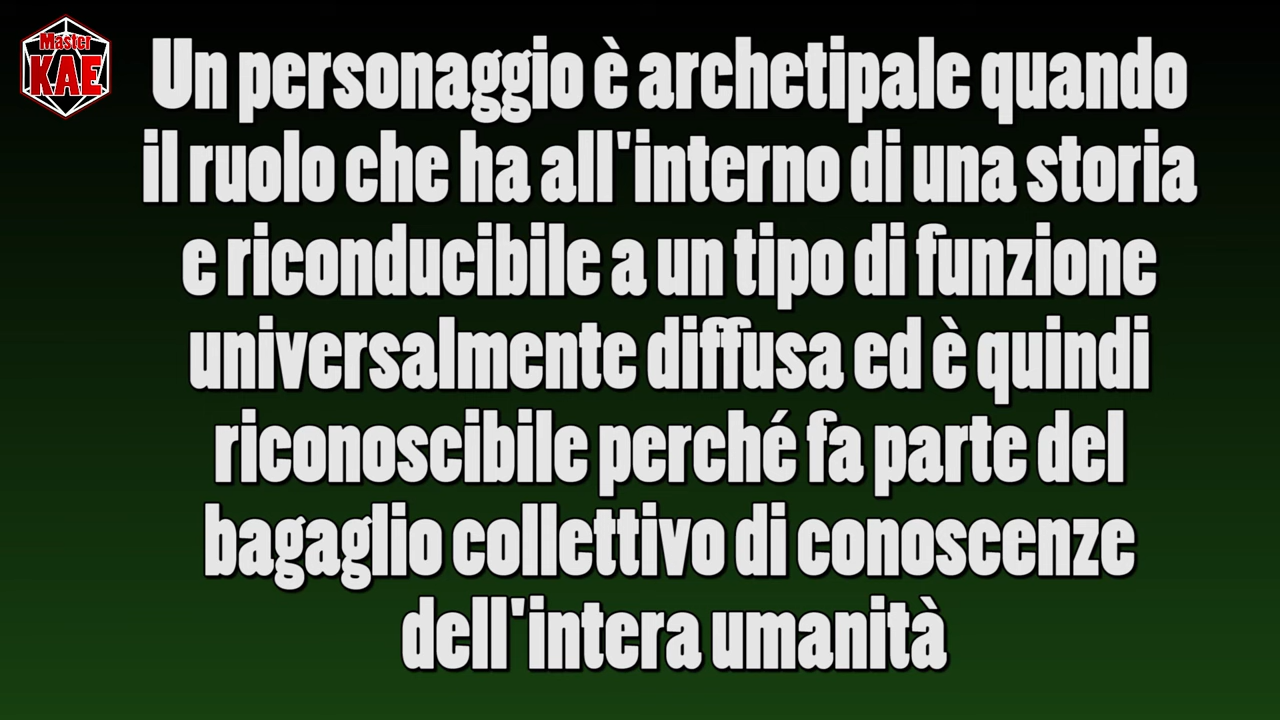 Master
KAE
Un personaggio è archetipale quando
il ruolo che ha all'interno di una storia
e riconducibile a un tipo di funzione
universalmente diffusa ed è quindi
riconoscibile perché fa parte del
bagaglio collettivo di conoscenze
dell'intera umanità